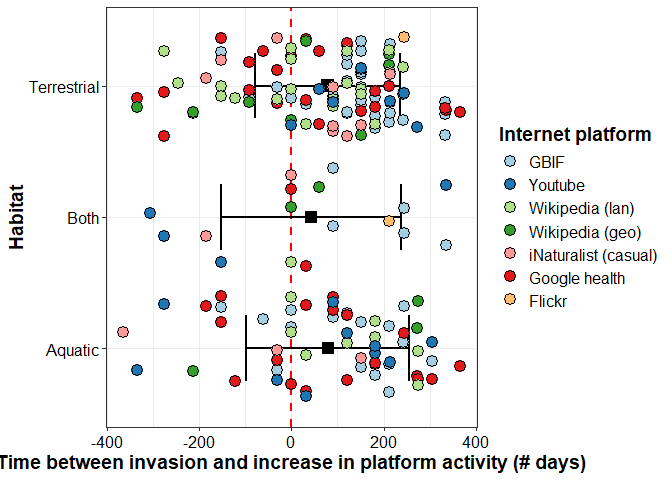 Terrestrial
Both
Aquatic
Habitat
-400
-200
0
200
400
Time between invasion and increase in platform activity (# days)
Internet platform
GBIF
Youtube
Wikipedia (lan)
Wikipedia (geo)
iNaturalist (casual)
Google health
Flickr